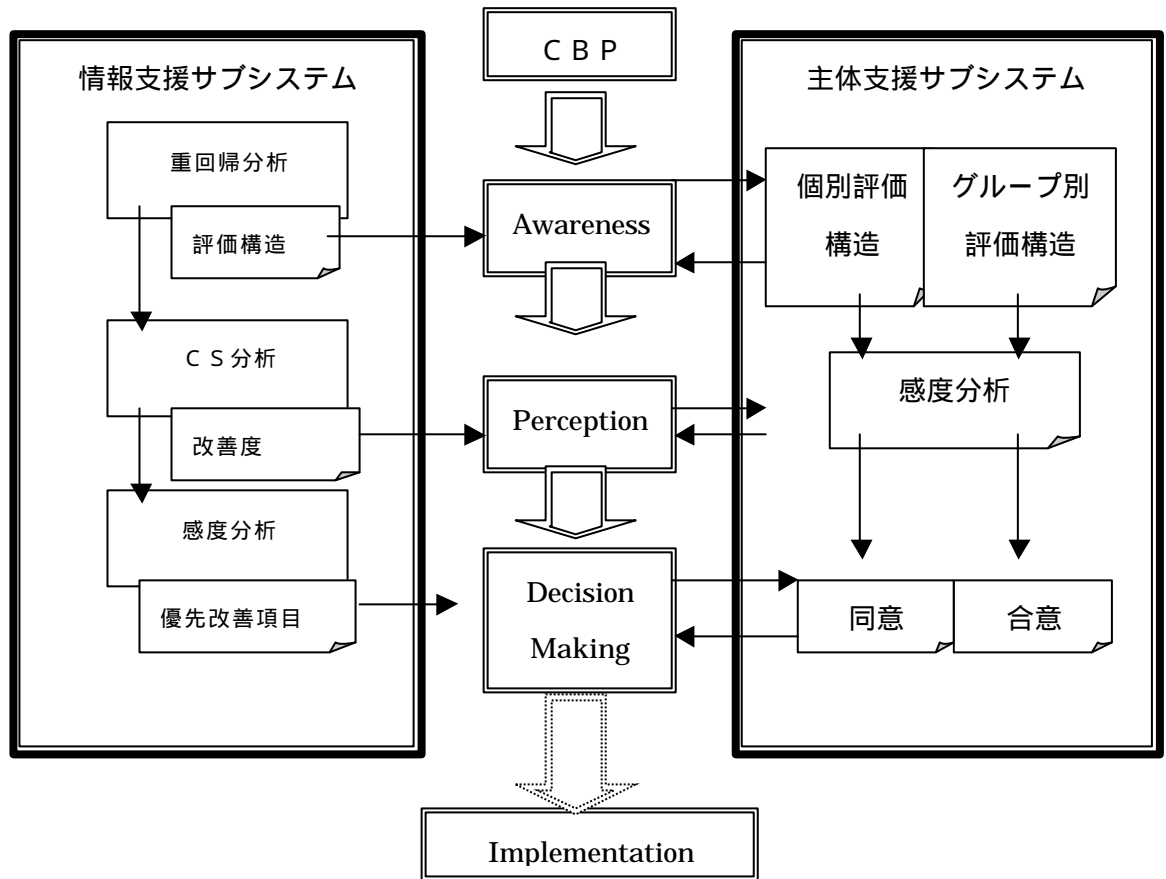 情報支援サブシステム
重回帰分析
評価構造
ＣＳ分析
改善度
感度分析
優先改善項目
ＣＢＰ
Awareness
Perception
Decision
Making
Implementation
主体支援サブシステム
個別評価
構造
グループ別
評価構造
感度分析
同意
合意